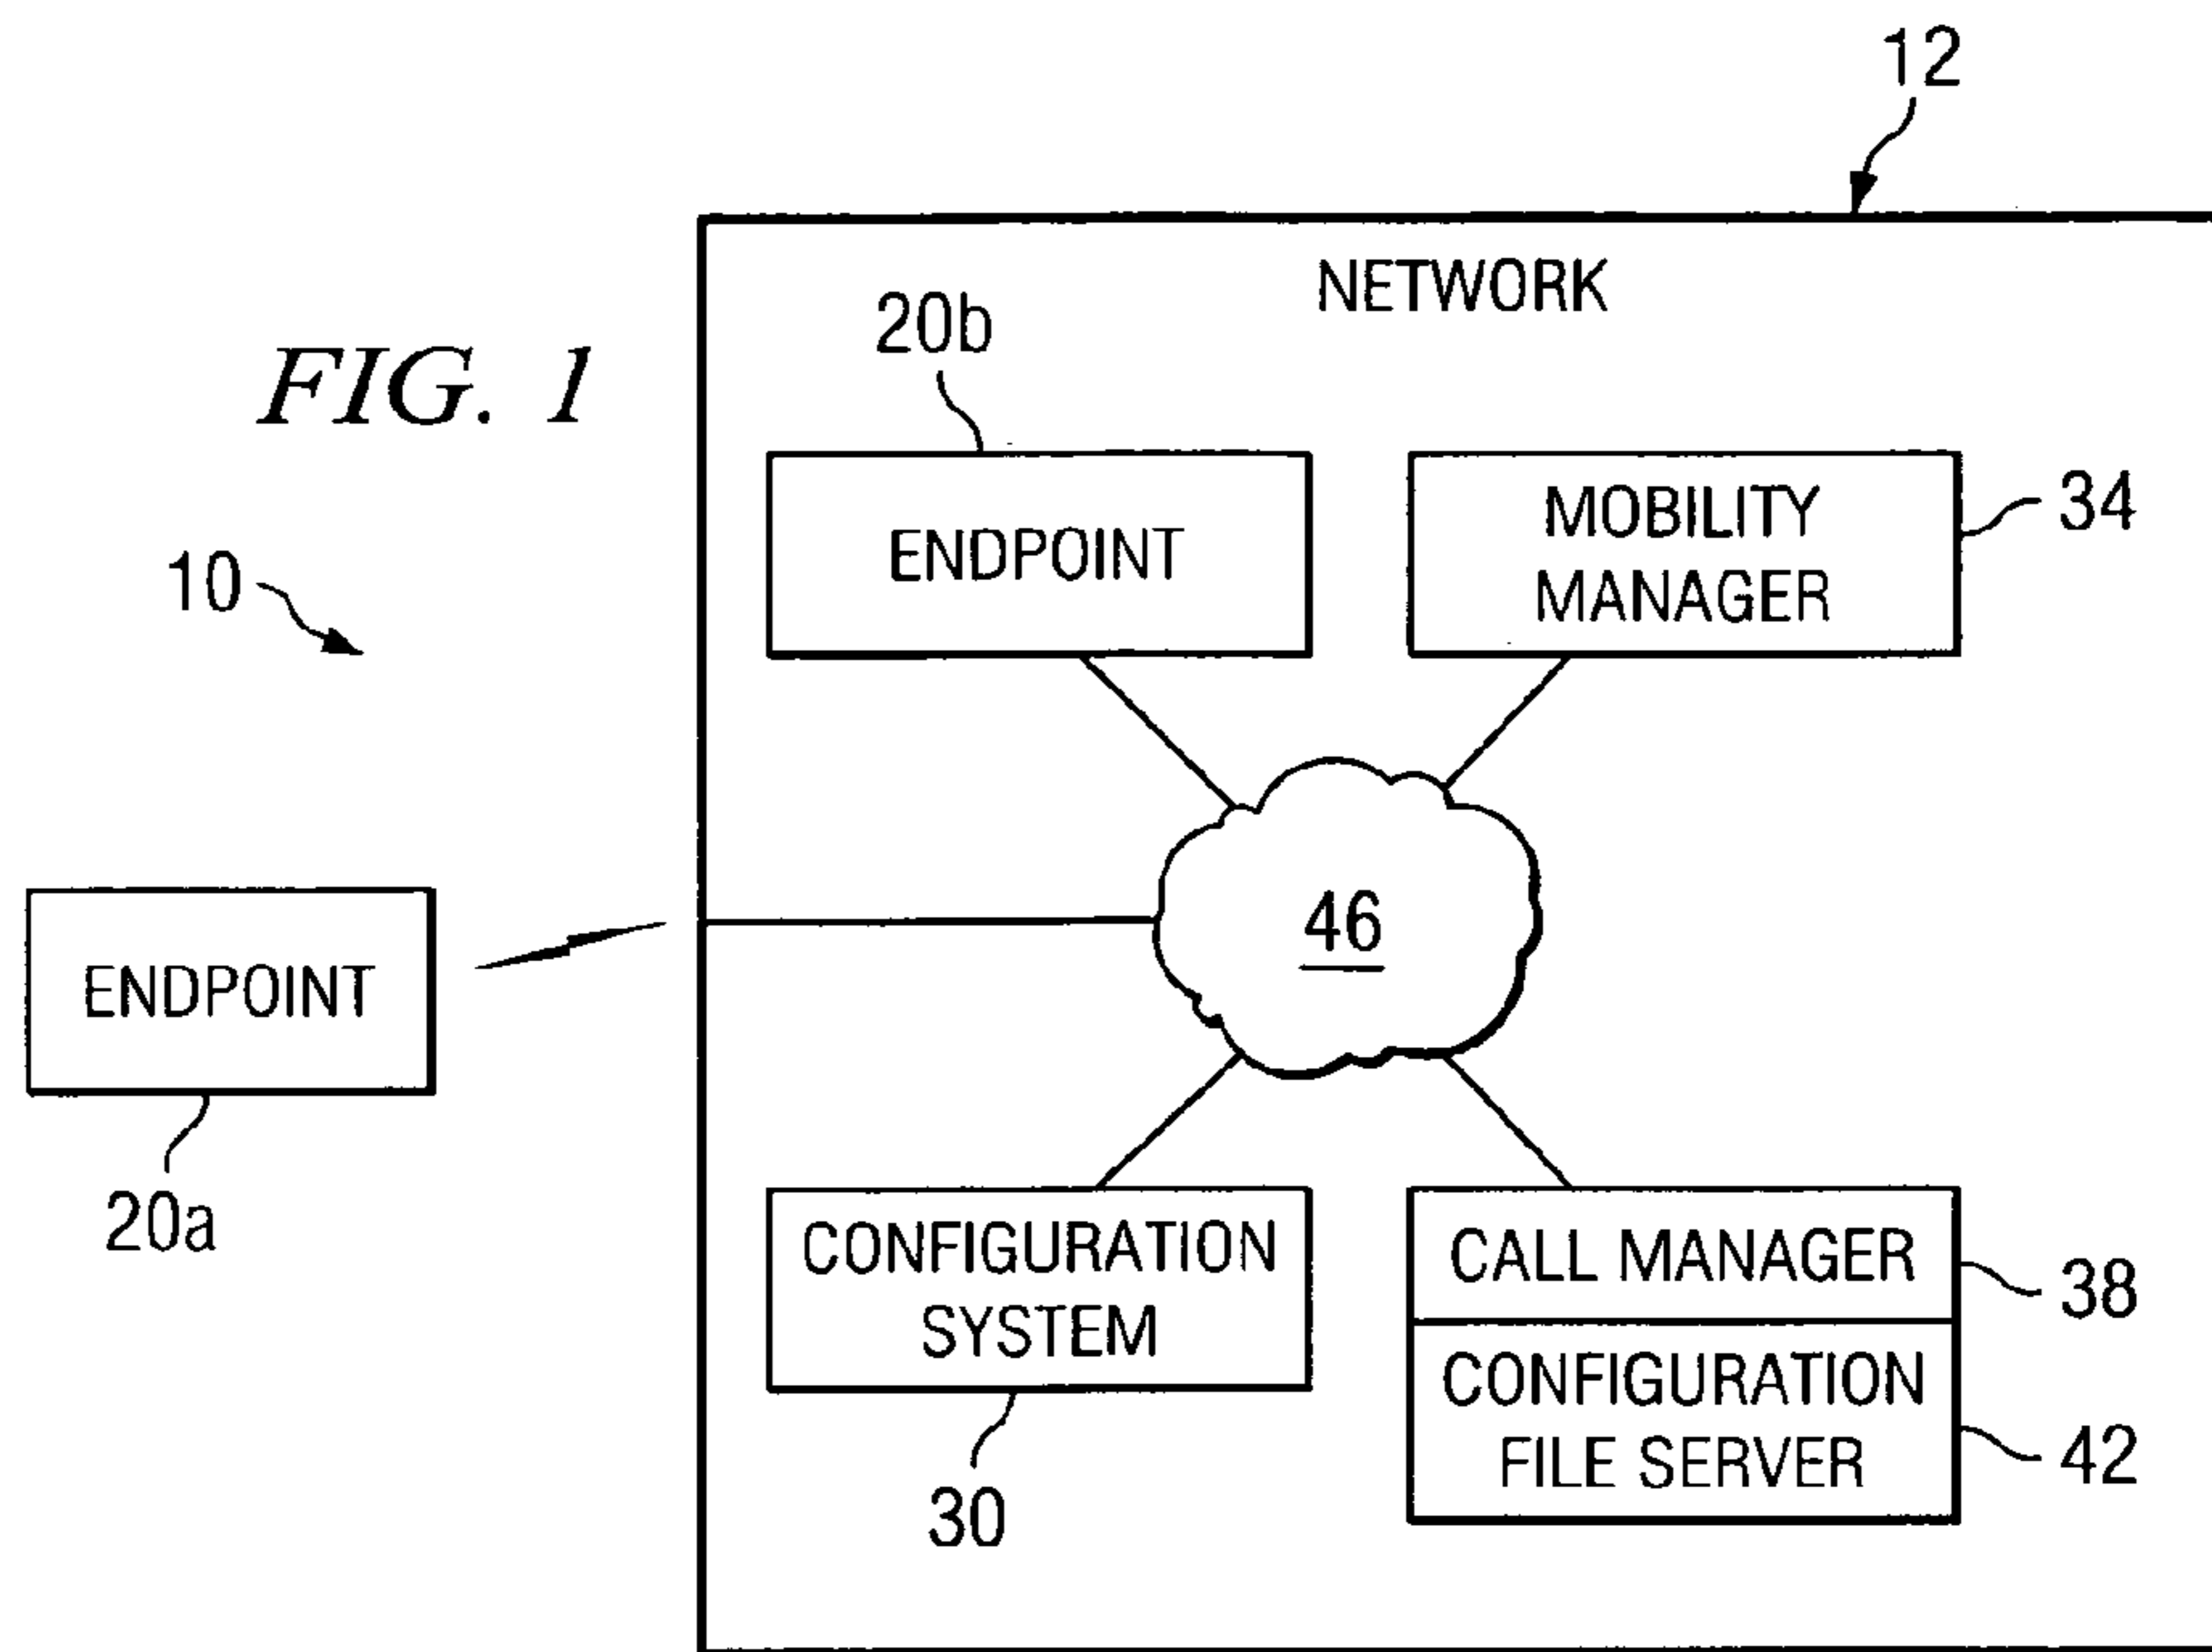 12
NETWORK
20b
FIG. 1
ENDPOINT
MOBILITY
MANAGER
34
10
46
ENDPOINT
20a
CONFIGURATION
SYSTEM
30
CALL MANAGER
38
CONFIGURATION
FILE SERVER
42